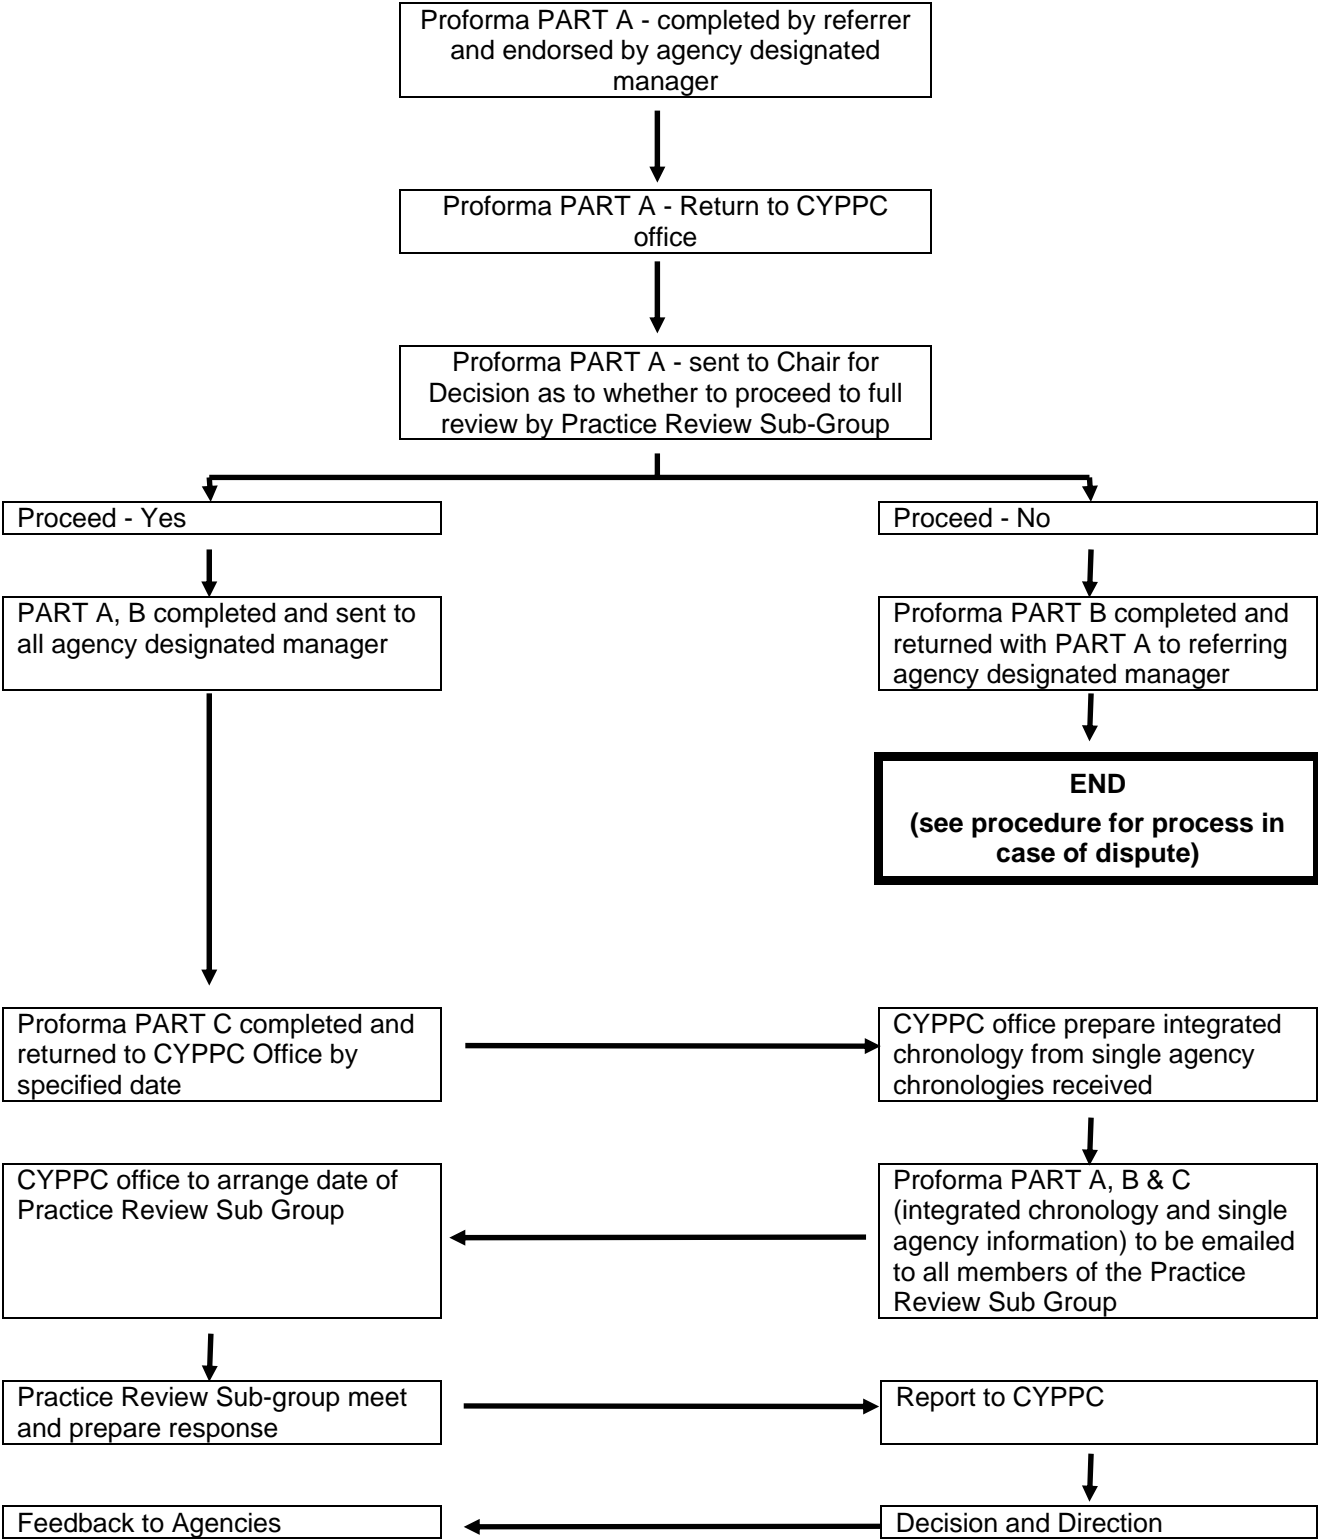 Proforma PART A - completed by referrer
and endorsed by agency designated
manager
Proforma PART A - Return to CYPPC
office
Proforma PART A - sent to Chair for
Decision as to whether to proceed to full
review by Practice Review Sub-Group
Proceed - Yes
Proceed - No
PART A, B completed and sent to
all agency designated manager
Proforma PART B completed and
returned with PART A to referring
agency designated manager
END
(see procedure for process in
case of dispute)
Proforma PART C completed and
returned to CYPPC Office by
specified date
CYPPC office prepare integrated
chronology from single agency
chronologies received
CYPPC office to arrange date of
Practice Review Sub Group
Proforma PART A, B & C
(integrated chronology and single
agency information) to be emailed
to all members of the Practice
Review Sub Group
Practice Review Sub-group meet
and prepare response
Report to CYPPC
Feedback to Agencies
Decision and Direction